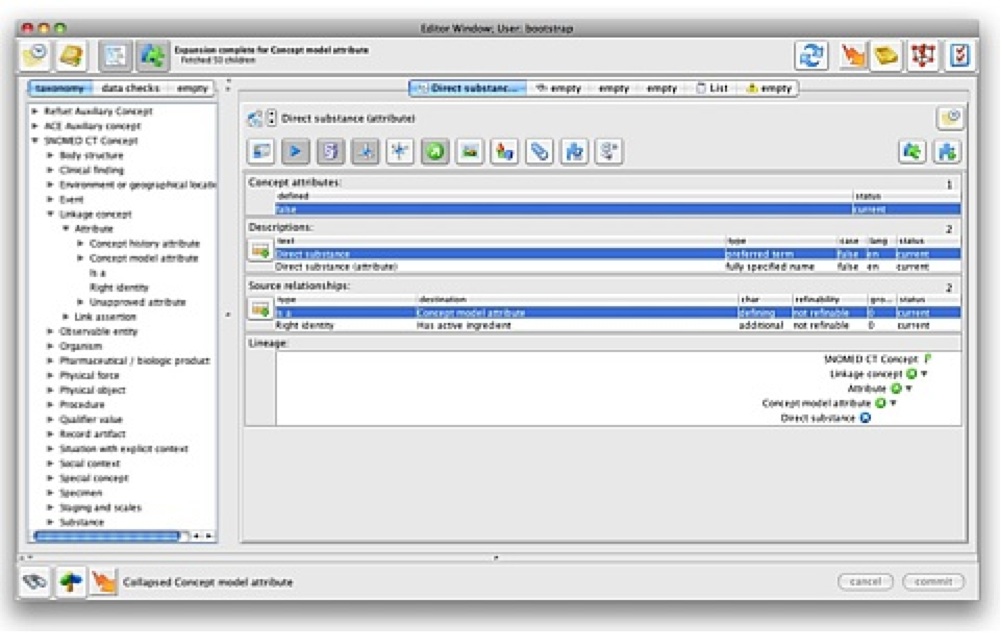 Editor Window; User: bootstrap
Expansion complete for Concept model attribute
Fetched 50 children
taxonomy data checks empty
Direct substanc... empty empty empty List empty
Refset Auxiliary Concept
ACE Auxiliary concept
SNOMED CT Concept
Body structure
Clinical finding
Environment or geographical locatio
Event
Linkage concept
Attribute
Concept history attribute
Concept model attribute
Is a
Right identity
Unapproved attribute
Link assertion
Observable entity
Organism
Pharmaceutical / biologic product
Physical force
Physical object
Procedure
Qualifier value
Record artifact
Situation with explicit context
Social context
Special concept
Specimen
Staging and scales
Substance
Direct substance (attribute)
Concept attributes: 1
defined status
false current
Descriptions: 2
text type case lang status
Direct substance preferred term false en current
Direct substance (attribute) fully specified name false en current
Source relationships: 2
type destination char refinability gro... status
Is a Concept model attribute defining not refinable 0 current
Right identity Has active ingredient additional not refinable 0 current
Lineage:
SNOMED CT Concept
Linkage concept
Attribute
Concept model attribute
Direct substance
Collapsed Concept model attribute
cancel commit